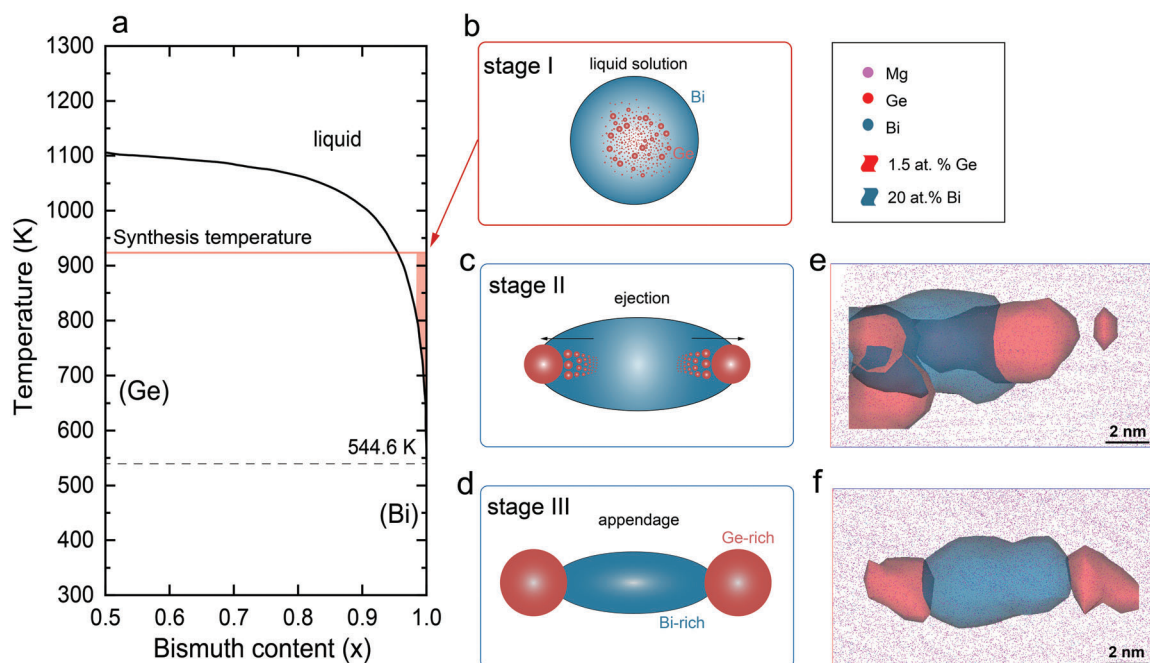 a
1300
1200
1100
1000
900
800
700
600
500
400
300
Temperature (K)
liquid
Synthesis temperature
(Ge)
544.6 K
(Bi)
0.5
0.6
0.7
0.8
0.9
1.0
Bismuth content (x)
b
stage I
liquid solution
Bi
Ge
Mg
Ge
Bi
1.5 at. % Ge
20 at.% Bi
c
stage II
ejection
d
stage III
appendage
Ge-rich
Bi-rich
e
2 nm
f
2 nm